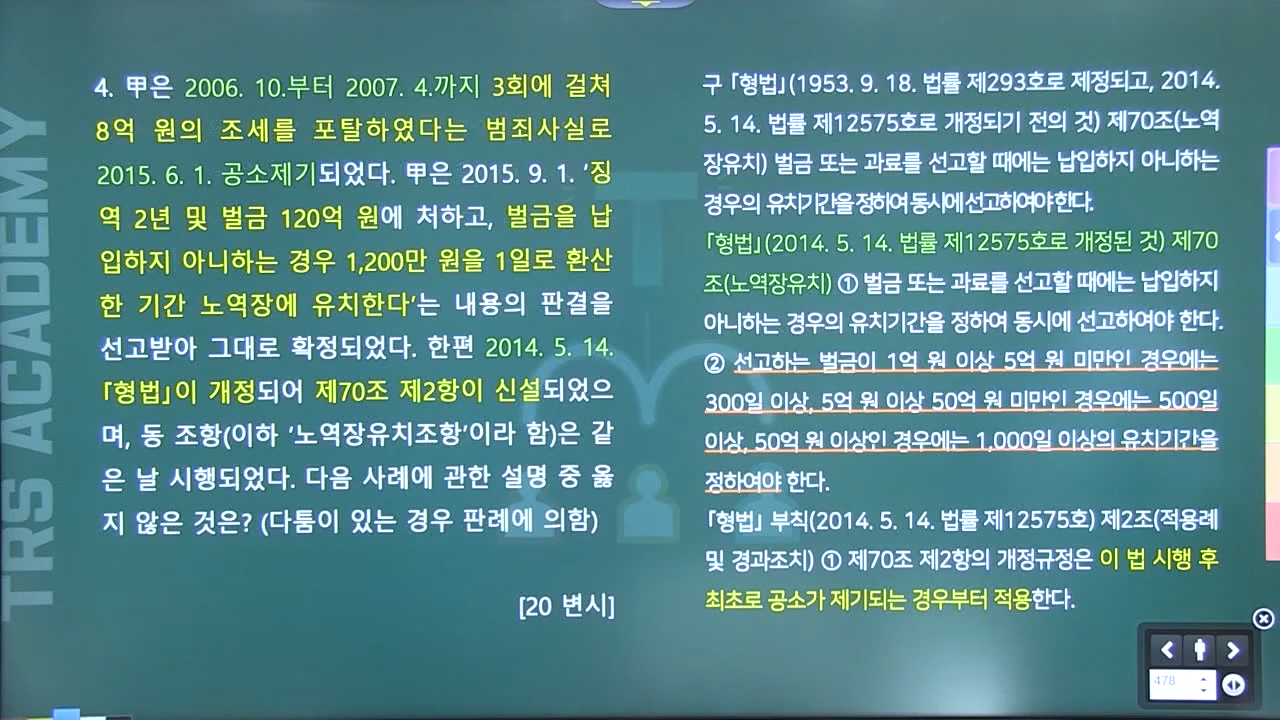 TRS ACADEMY
4. 甲은 2006. 10.부터 2007. 4.까지 3회에 걸쳐
8억 원의 조세를 포탈하였다는 범죄사실로
2015. 6. 1. 공소제기되었다. 甲은 2015. 9. 1. '징
역 2년 및 벌금 120억 원에 처하고, 벌금을 납
입하지 아니하는 경우 1,200만 원을 1일로 환산
한 기간 노역장에 유치한다'는 내용의 판결을
선고받아 그대로 확정되었다. 한편 2014. 5. 14.
「형법」이 개정되어 제70조 제2항이 신설되었으
며, 동 조항(이하 '노역장유치조항'이라 함)은 같
은 날 시행되었다. 다음 사례에 관한 설명 중 옳
지 않은 것은? (다툼이 있는 경우 판례에 의함)
[20 변시]
구 「형법」(1953. 9. 18. 법률 제293호로 제정되고, 2014.
5. 14. 법률 제12575호로 개정되기 전의 것) 제70조(노역
장유치) 벌금 또는 과료를 선고할 때에는 납입하지 아니하는
경우의 유치기간을 정하여 동시에 선고하여야 한다.
「형법」(2014. 5. 14. 법률 제12575호로 개정된 것) 제70
조(노역장유치) ① 벌금 또는 과료를 선고할 때에는 납입하지
아니하는 경우의 유치기간을 정하여 동시에 선고하여야 한다.
② 선고하는 벌금이 1억 원 이상 5억 원 미만인 경우에는
300일 이상, 5억 원 이상 50억 원 미만인 경우에는 500일
이상, 50억 원 이상인 경우에는 1,000일 이상의 유치기간을
정하여야 한다.
「형법」 부칙(2014. 5. 14. 법률 제12575호) 제2조(적용례
및 경과조치) ① 제70조 제2항의 개정규정은 이 법 시행 후
최초로 공소가 제기되는 경우부터 적용한다.
478